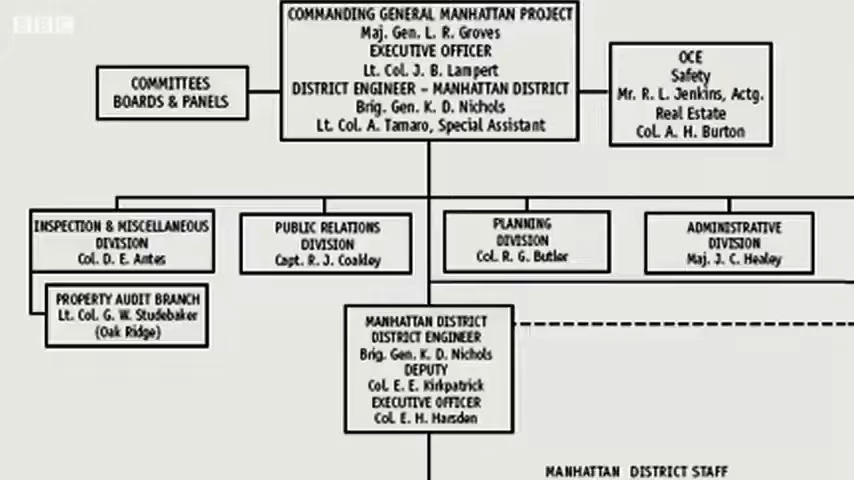 BBC
COMMANDING GENERAL MANHATTAN PROJECT
Maj. Gen. L. R. Groves
EXECUTIVE OFFICER
Lt. Col. J. B. Lampert
DISTRICT ENGINEER – MANHATTAN DISTRICT
Brig. Gen. K. D. Nichols
Lt. Col. A. Tamaro, Special Assistant
COMMITTEES
BOARDS & PANELS
OCE
Safety
Mr. R. L. Jenkins, Actg.
Real Estate
Col. A. H. Burton
INSPECTION & MISCELLANEOUS
DIVISION
Col. D. E. Antes
PUBLIC RELATIONS
DIVISION
Capt. R. J. Coakley
PLANNING
DIVISION
Col. R. G. Butler
ADMINISTRATIVE
DIVISION
Maj. J. C. Healey
PROPERTY AUDIT BRANCH
Lt. Col. G. W. Studebaker
(Oak Ridge)
MANHATTAN DISTRICT
DISTRICT ENGINEER
Brig. Gen. K. D. Nichols
DEPUTY
Col. E. E. Kirkpatrick
EXECUTIVE OFFICER
Col. E. H. Harsden
MANHATTAN DISTRICT STAFF